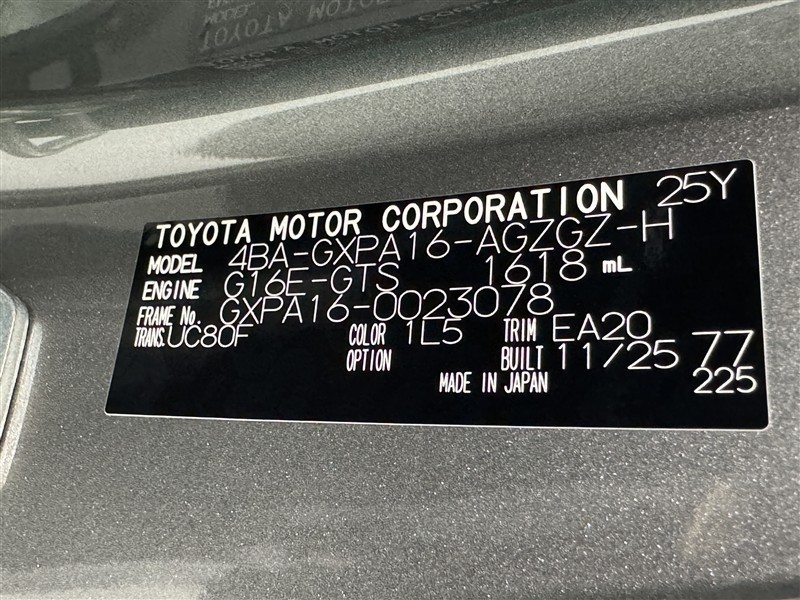 TOYOTA MOTOR CORPORATION 25Y
MODEL 4BA-GXPA16-AGZGZ-H
ENGINE G16E-GTS 1618 mL
FRAME No. GXPA16-0023078
TRANS. UC80F COLOR 1L5 TRIM EA20
OPTION BUILT 11/25 77
MADE IN JAPAN 225